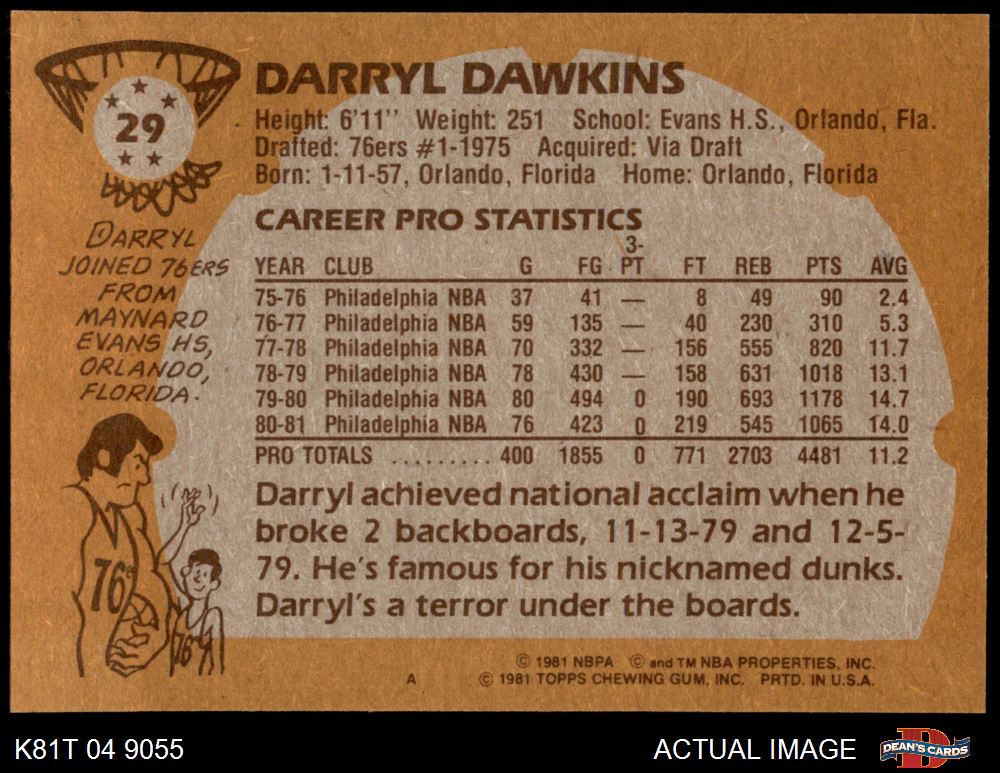 29
DARRYL DAWKINS
Height: 6'11'' Weight: 251 School: Evans H.S., Orlando, Fla.
Drafted: 76ers #1-1975 Acquired: Via Draft
Born: 1-11-57, Orlando, Florida Home: Orlando, Florida
DARRYL
JOINED 76ERS
FROM
MAYNARD
EVANS HS,
ORLANDO,
FLORIDA.
CAREER PRO STATISTICS
YEAR CLUB G FG 3-PT FT REB PTS AVG
75-76 Philadelphia NBA 37 41 — 8 49 90 2.4
76-77 Philadelphia NBA 59 135 — 40 230 310 5.3
77-78 Philadelphia NBA 70 332 — 156 555 820 11.7
78-79 Philadelphia NBA 78 430 — 158 631 1018 13.1
79-80 Philadelphia NBA 80 494 0 190 693 1178 14.7
80-81 Philadelphia NBA 76 423 0 219 545 1065 14.0
PRO TOTALS .......... 400 1855 0 771 2703 4481 11.2
Darryl achieved national acclaim when he
broke 2 backboards, 11-13-79 and 12-5-
79. He's famous for his nicknamed dunks.
Darryl's a terror under the boards.
76
76
© 1981 NBPA © and TM NBA PROPERTIES, INC.
A © 1981 TOPPS CHEWING GUM, INC. PRTD. IN U.S.A.
K81T 04 9055 ACTUAL IMAGE DEAN'S CARDS